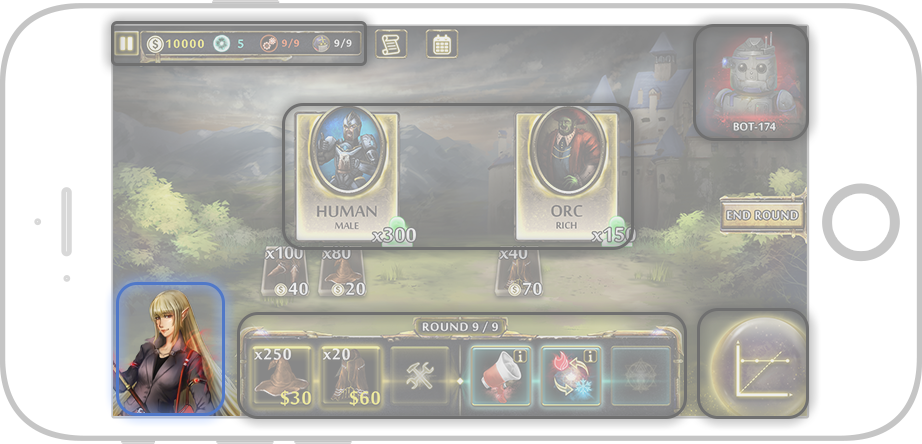 10000 5 9/9 9/9
BOT-174
HUMAN
MALE
x300
ORC
RICH
x150
END ROUND
x100
40
x80
20
x40
70
ROUND 9 / 9
x250
$30
x20
$60
i
i